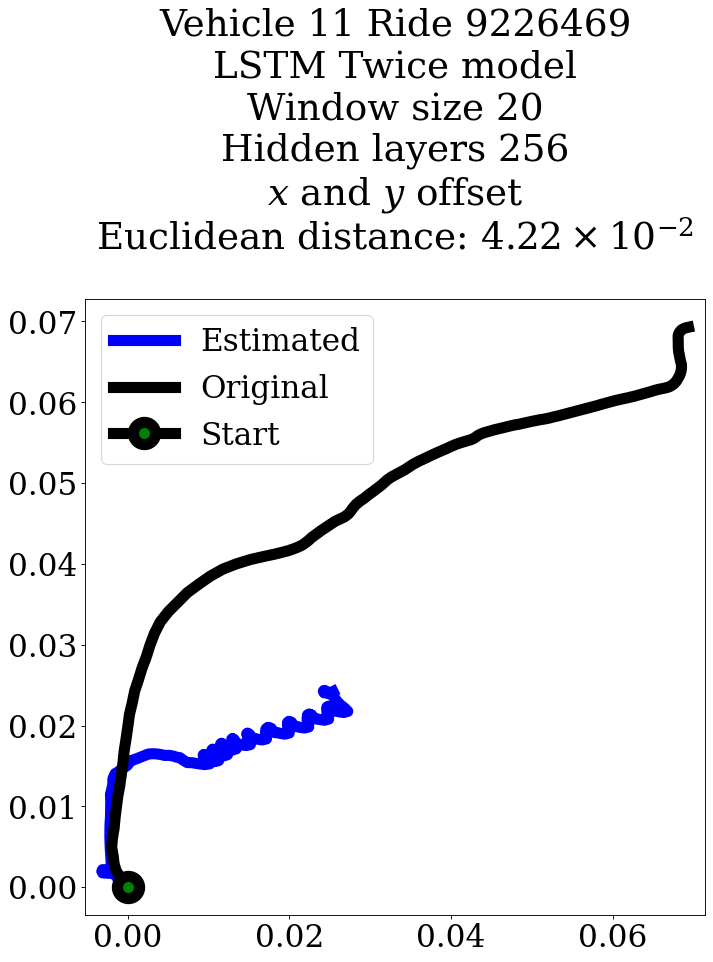 Vehicle 11 Ride 9226469
LSTM Twice model
Window size 20
Hidden layers 256
x and y offset
Euclidean distance: 4.22 × 10⁻²
Estimated
Original
Start
0.07
0.06
0.05
0.04
0.03
0.02
0.01
0.00
0.00 0.02 0.04 0.06